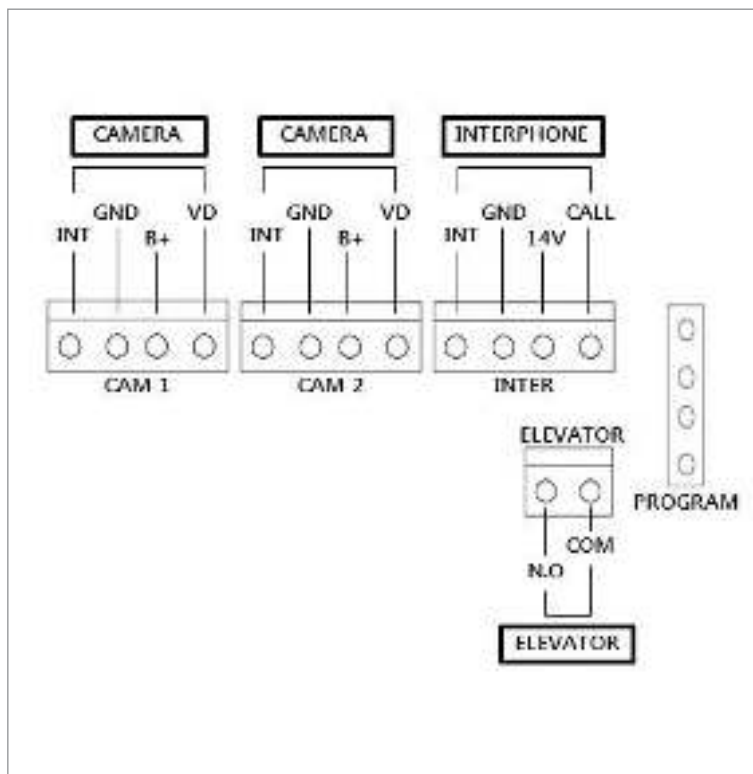 CAMERA CAMERA INTERPHONE
GND VD GND VD GND CALL
INT B+ INT B+ INT 14V
CAM 1 CAM 2 INTER
ELEVATOR
PROGRAM
COM
N.O
ELEVATOR